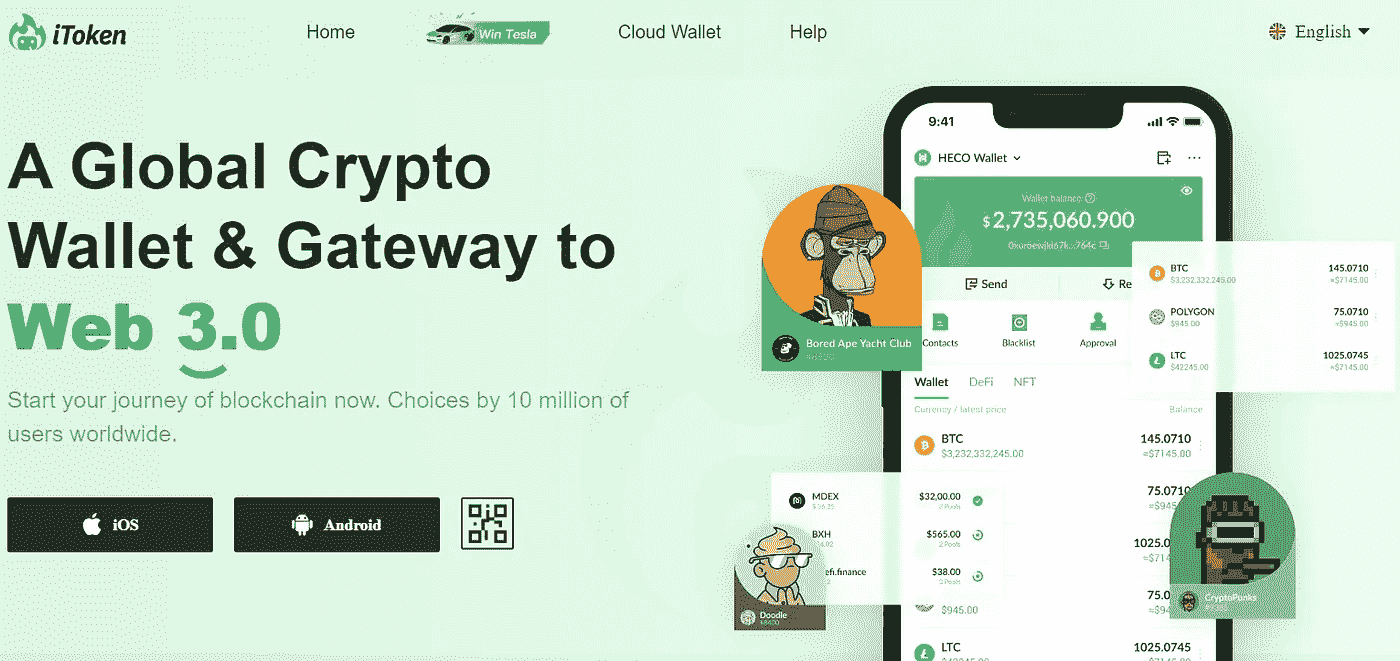 iToken
Home
Win Tesla
Cloud Wallet
Help
English
A Global Crypto
Wallet & Gateway to
Web 3.0
Start your journey of blockchain now. Choices by 10 million of
users worldwide.
iOS
Android
9:41
HECO Wallet
Wallet balance
$2,735,060.900
Send
Re
Contacts
Blacklist
Approval
Wallet
DeFi
NFT
Currency / latest price
Balance
BTC
145.0710
$3,232,332,245.00
≈$7145.00
75.0710
1025.0
≈$714
75.0
$945.00
≈$94
LTC
1025.0745
BTC
145.0710
$3,232,332,245.00
≈$7145.00
POLYGON
75.0710
$945.00
≈$945.00
LTC
1025.0745
$42245.00
≈$7145.00
Bored Ape Yacht Club
MDEX
$32,00.00
2 Pools
BXH
$565.00
2 Pools
efi.finance
$38.00
2 Pools
Doodle
CryptoPunks